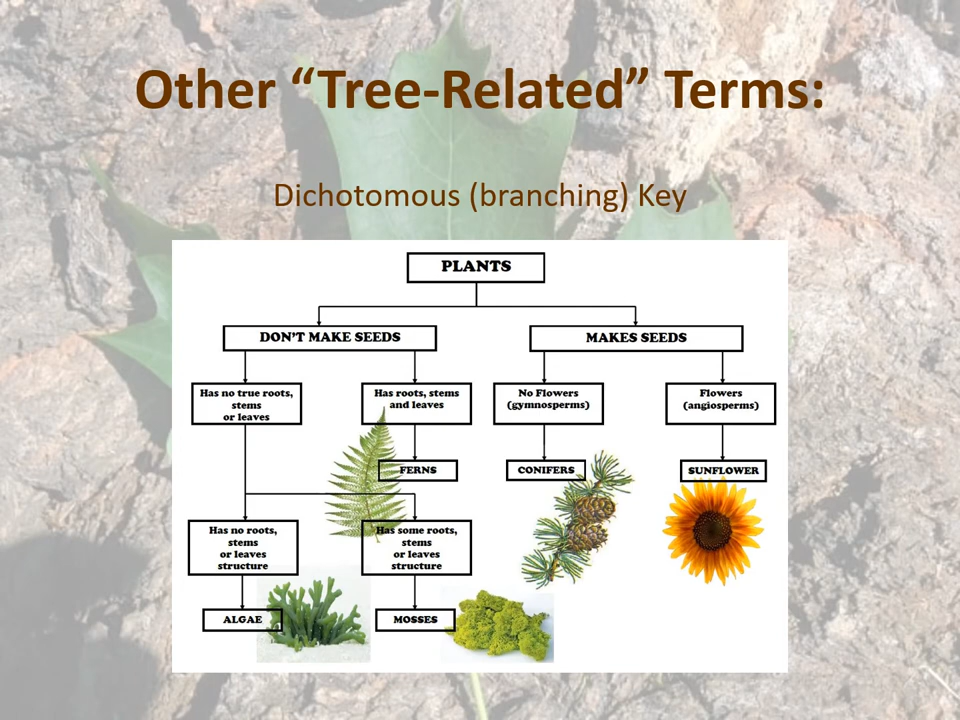 Other “Tree-Related” Terms:
Dichotomous (branching) Key
PLANTS
DON'T MAKE SEEDS
MAKES SEEDS
Has no true roots,
stems
or leaves
Has roots, stems
and leaves
No Flowers
(gymnosperms)
Flowers
(angiosperms)
FERNS
CONIFERS
SUNFLOWER
Has no roots,
stems
or leaves
structure
Has some roots,
stems
or leaves
structure
ALGAE
MOSSES